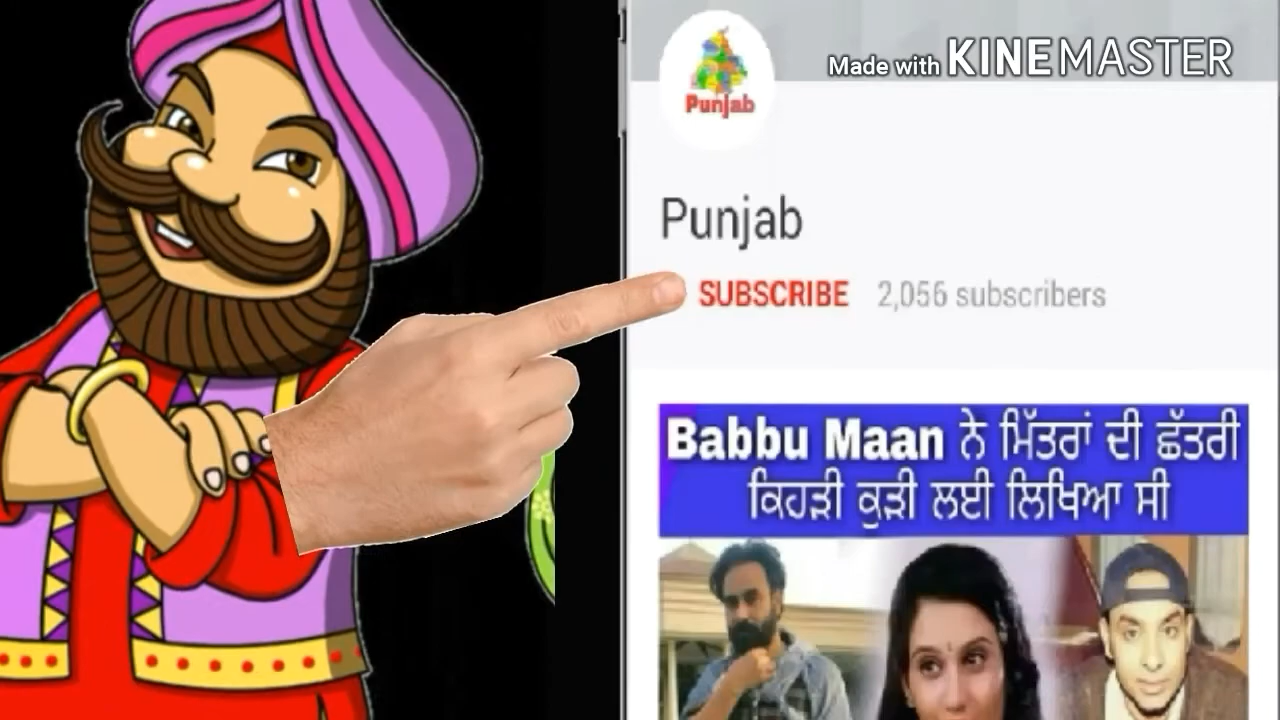 Made with KINEMASTER
Punjab
Punjab
SUBSCRIBE 2,056 subscribers
Babbu Maan ਨੇ ਮਿੱਤਰਾਂ ਦੀ ਛੱਤਰੀ
ਕਿਹੜੀ ਕੁੜੀ ਲਈ ਲਿਖਿਆ ਸੀ